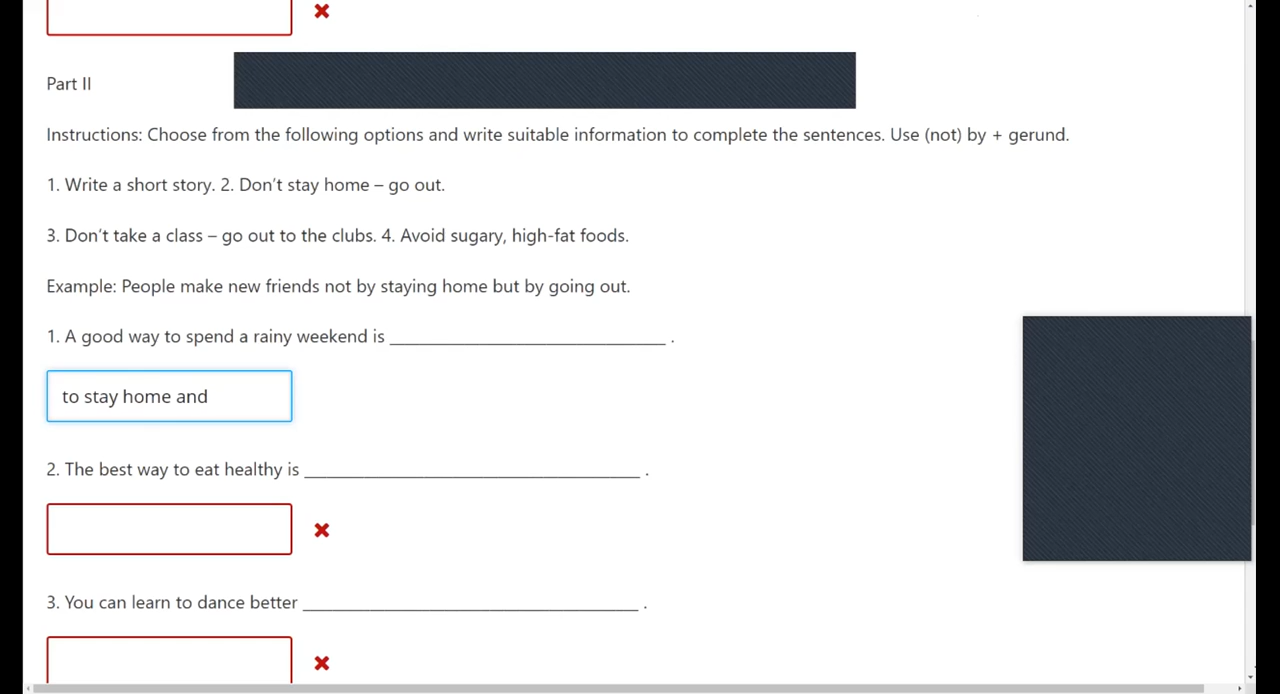 Part II
Instructions: Choose from the following options and write suitable information to complete the sentences. Use (not) by + gerund.
1. Write a short story. 2. Don't stay home – go out.
3. Don't take a class – go out to the clubs. 4. Avoid sugary, high-fat foods.
Example: People make new friends not by staying home but by going out.
1. A good way to spend a rainy weekend is ______________________________ .
to stay home and
2. The best way to eat healthy is ____________________________________ .
3. You can learn to dance better ____________________________________ .